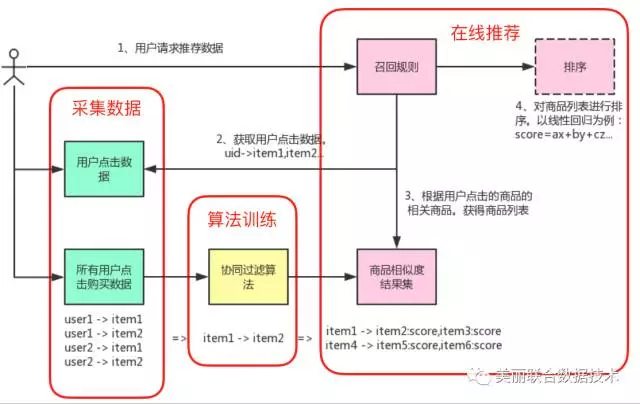 在线推荐
1、用户请求推荐数据
召回规则
排序
采集数据
4、对商品列表进行排
序。以线性回归为例：
score=ax+by+cz...
2、获取用户点击数据。
uid->item1,item2...
用户点击数
据
3、根据用户点击的商品的
相关商品。获得商品列表
算法训练
所有用户点
击购买数据
协同过滤算
法
商品相似度
结果集
user1 -> item1
user1 -> item2
user2 -> item1
user2 -> item2
=>
item1 -> item2
=>
item1 -> item2:score,item3:score
item4 -> item5:score,item6:score
美丽联合数据技术